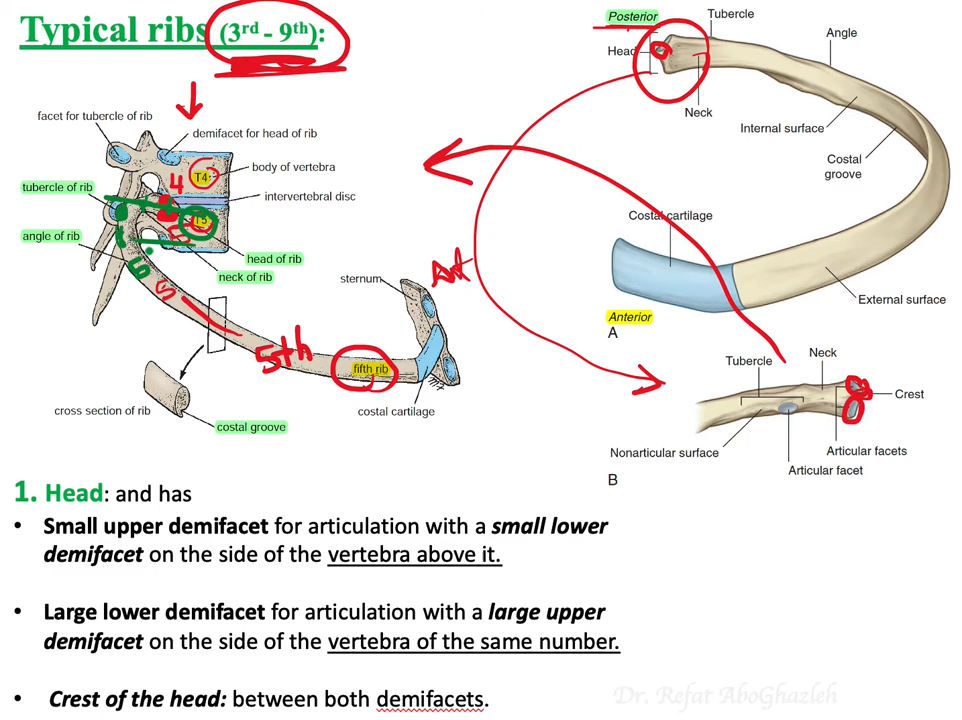 Typical ribs (3rd - 9th):
facet for tubercle of rib
demifacet for head of rib
body of vertebra
T4
intervertebral disc
4
tubercle of rib
T5
angle of rib
head of rib
neck of rib
5
5
sternum
5th
fifth rib
cross section of rib
costal cartilage
costal groove
Posterior
Tubercle
Head
Angle
Neck
Internal surface
Costal
groove
Costal cartilage
External surface
Anterior
A
Art
Tubercle
Neck
Crest
Nonarticular surface
Articular facets
Articular facet
B
1. Head: and has
• Small upper demifacet for articulation with a small lower
demifacet on the side of the vertebra above it.
• Large lower demifacet for articulation with a large upper
demifacet on the side of the vertebra of the same number.
• Crest of the head: between both demifacets.
Dr. Refat AboGhazleh